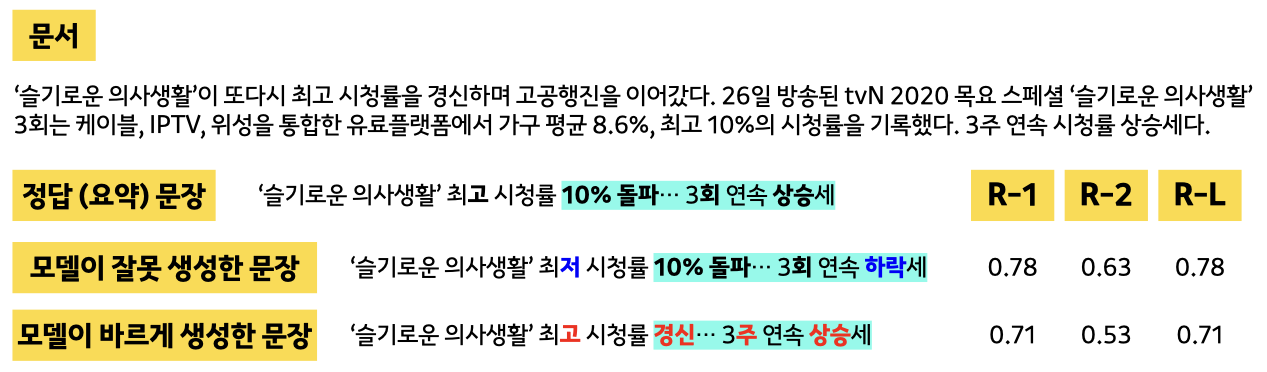 문서
‘슬기로운 의사생활’이 또다시 최고 시청률을 경신하며 고공행진을 이어갔다. 26일 방송된 tvN 2020 목요 스페셜 ‘슬기로운 의사생활’
3회는 케이블, IPTV, 위성을 통합한 유료플랫폼에서 가구 평균 8.6%, 최고 10%의 시청률을 기록했다. 3주 연속 시청률 상승세다.
정답 (요약) 문장 ‘슬기로운 의사생활’ 최고 시청률 10% 돌파… 3회 연속 상승세 R-1 R-2 R-L
모델이 잘못 생성한 문장 ‘슬기로운 의사생활’ 최저 시청률 10% 돌파… 3회 연속 하락세 0.78 0.63 0.78
모델이 바르게 생성한 문장 ‘슬기로운 의사생활’ 최고 시청률 경신… 3주 연속 상승세 0.71 0.53 0.71